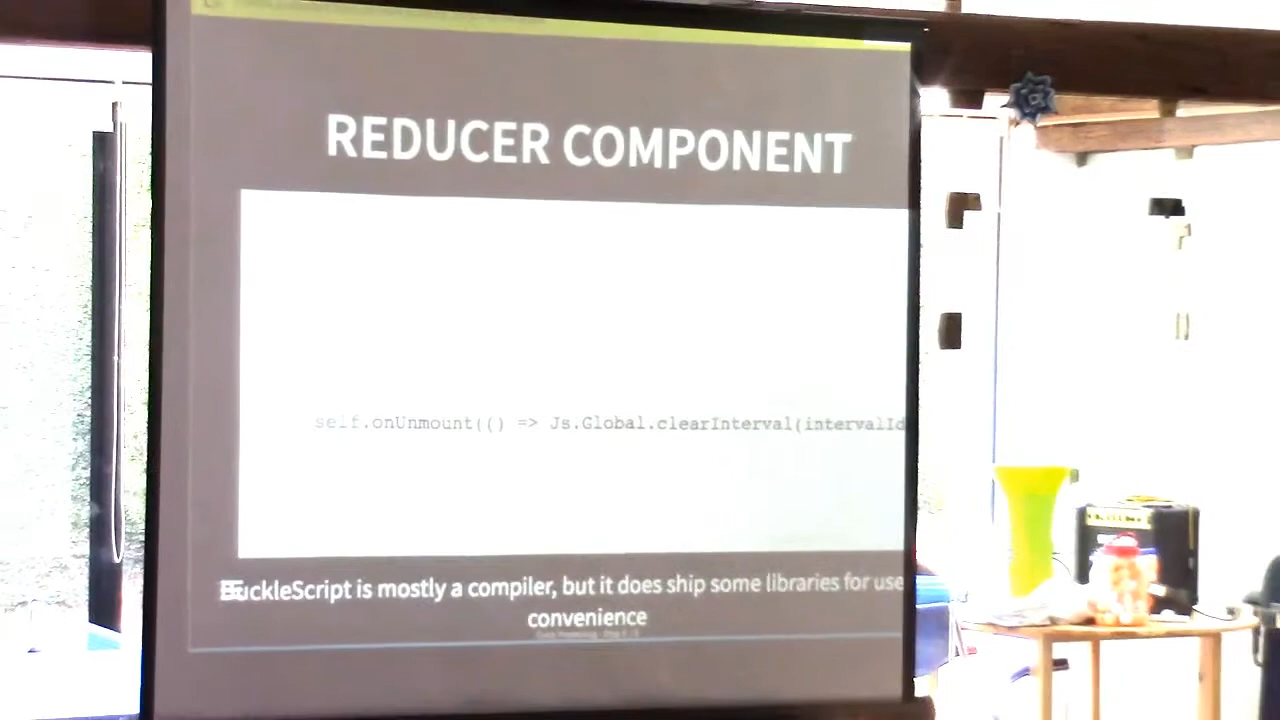 REDUCER COMPONENT
self.onUnmount(() => Js.Global.clearInterval(intervalId
BuckleScript is mostly a compiler, but it does ship some libraries for use
convenience